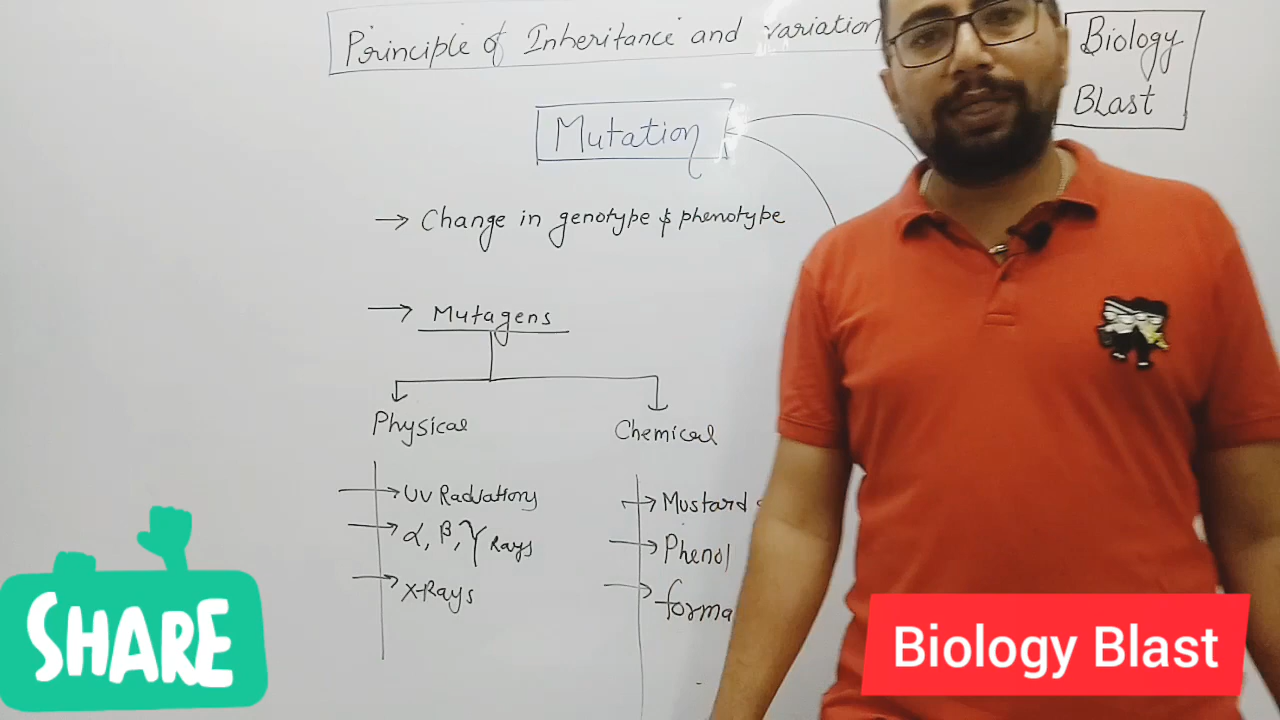 Principle of Inheritance and variation
Biology
BLast
Mutation
→ Change in genotype & phenotype
→ Mutagens
Physical
Chemical
→ UV Radiations
→ α, β, γ Rays
→ X-Rays
→ Mustard
→ Phenol
→ forma
SHARE
Biology Blast